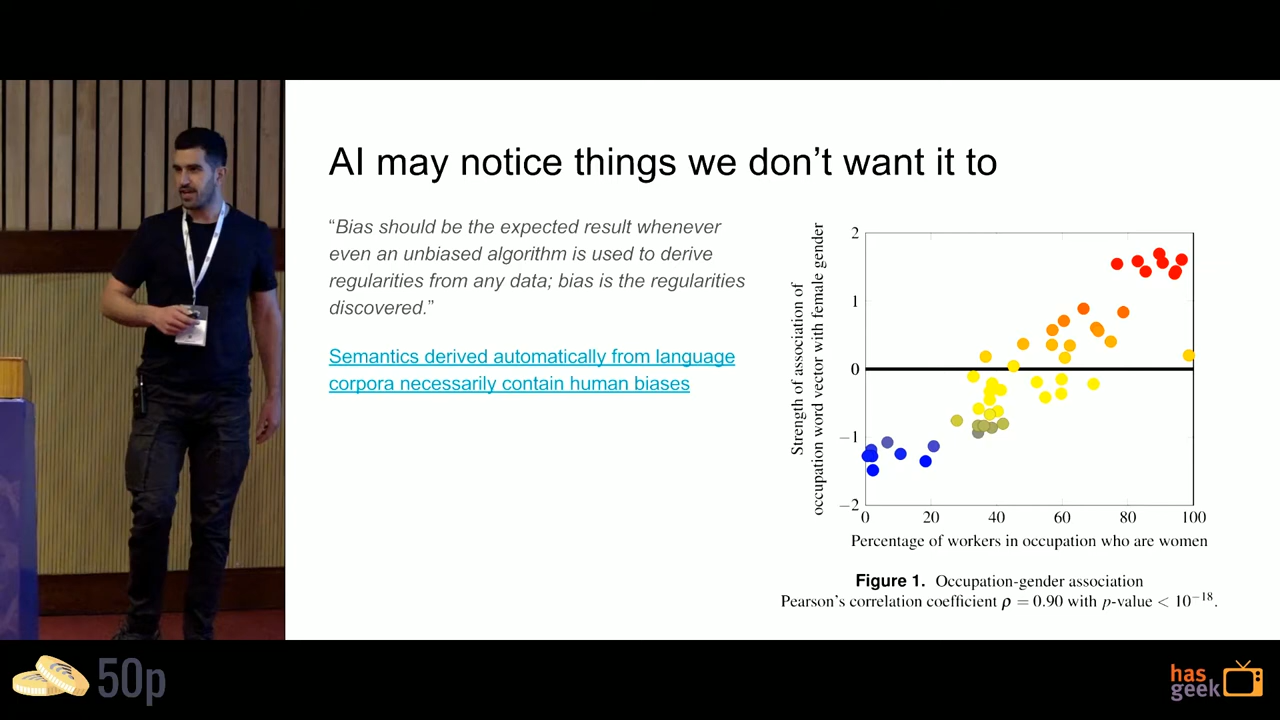 AI may notice things we don’t want it to
“Bias should be the expected result whenever
even an unbiased algorithm is used to derive
regularities from any data; bias is the regularities
discovered.”
Semantics derived automatically from language
corpora necessarily contain human biases
Strength of association of
occupation word vector with female gender
2
1
0
−1
−2
0 20 40 60 80 100
Percentage of workers in occupation who are women
Figure 1. Occupation-gender association
Pearson’s correlation coefficient ρ = 0.90 with p-value < 10⁻¹⁸.
50p
has
geek